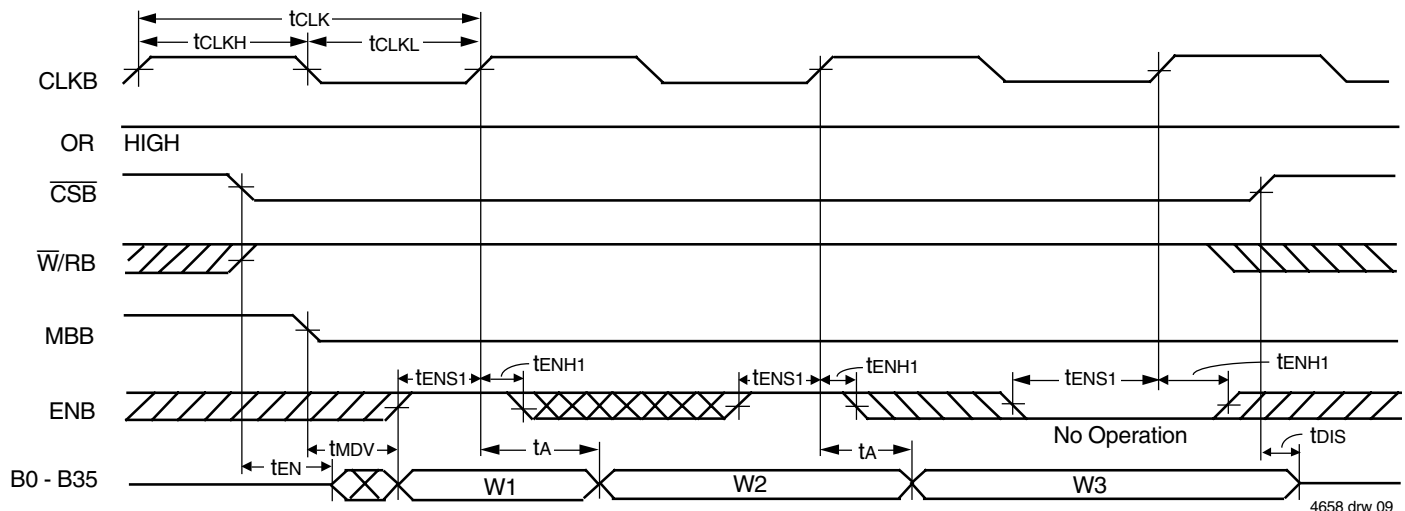 tCLK
tCLKH tCLKL
CLKB
OR HIGH
CSB
W/RB
MBB
tENS1 tENH1 tENS1 tENH1 tENS1 tENH1
ENB
No Operation
tMDV tA tA tDIS
tEN
B0 - B35 W1 W2 W3
4658 drw 09